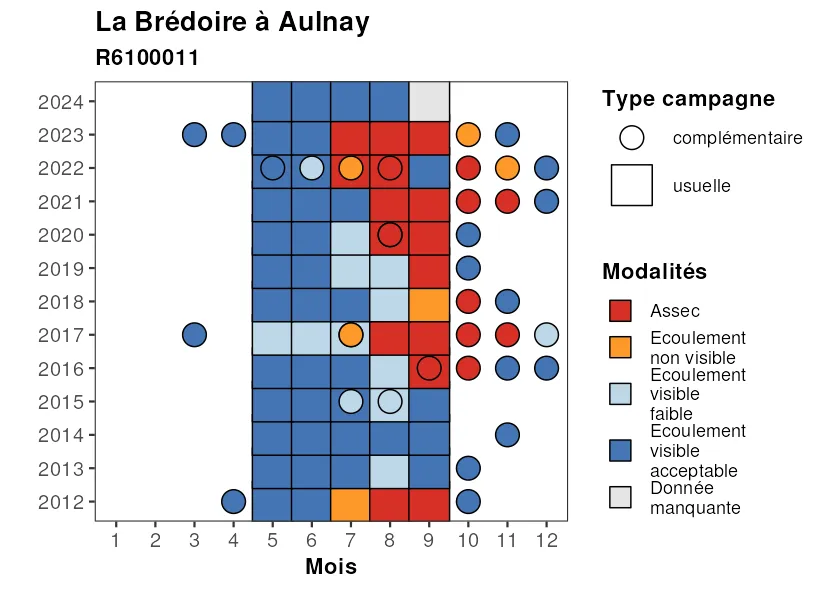 La Brédoire à Aulnay
R6100011
2024
2023
2022
2021
2020
2019
2018
2017
2016
2015
2014
2013
2012
1 2 3 4 5 6 7 8 9 10 11 12
Mois
Type campagne
complémentaire
usuelle
Modalités
Assec
Ecoulement
non visible
Ecoulement
visible
faible
Ecoulement
visible
acceptable
Donnée
manquante